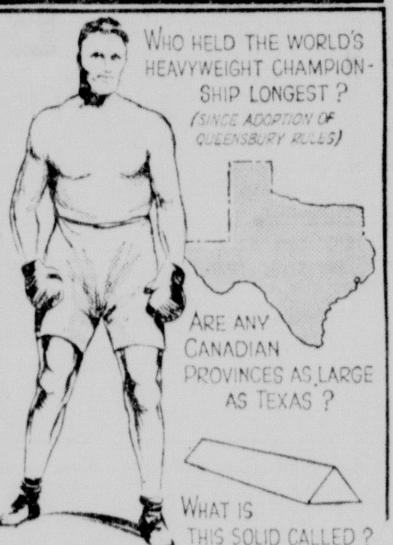 WHO HELD THE WORLD'S
HEAVYWEIGHT CHAMPION-
SHIP LONGEST?
(SINCE ADOPTION OF
QUEENSBURY RULES)
ARE ANY
CANADIAN
PROVINCES AS LARGE
AS TEXAS?
WHAT IS
THIS SOLID CALLED?